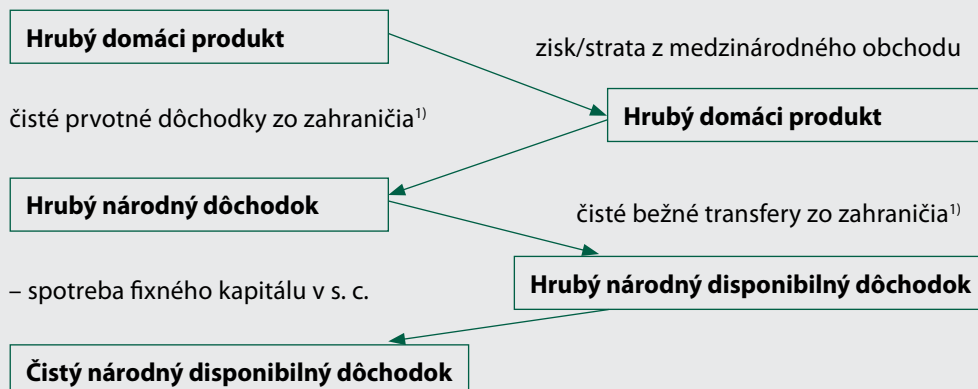 Hrubý domáci produkt
zisk/strata z medzinárodného obchodu
čisté prvotné dôchodky zo zahraničia¹⁾
Hrubý domáci produkt
Hrubý národný dôchodok
čisté bežné transfery zo zahraničia¹⁾
– spotreba fixného kapitálu v s. c.
Hrubý národný disponibilný dôchodok
Čistý národný disponibilný dôchodok